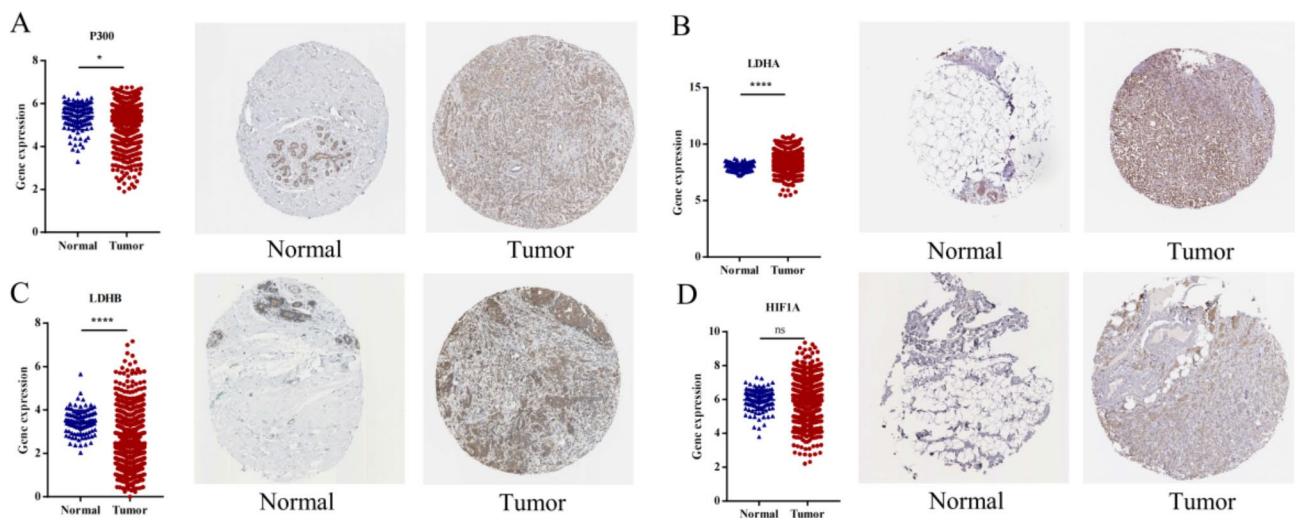 A
P300
*
Gene expression
8
6
4
2
0
Normal Tumor
Normal
Tumor
B
LDHA
****
Gene expression
15
10
5
0
Normal Tumor
Normal
Tumor
C
LDHB
****
Gene expression
8
6
4
2
0
Normal Tumor
Normal
Tumor
D
HIF1A
ns
Gene expression
10
8
6
4
2
0
Normal Tumor
Normal
Tumor